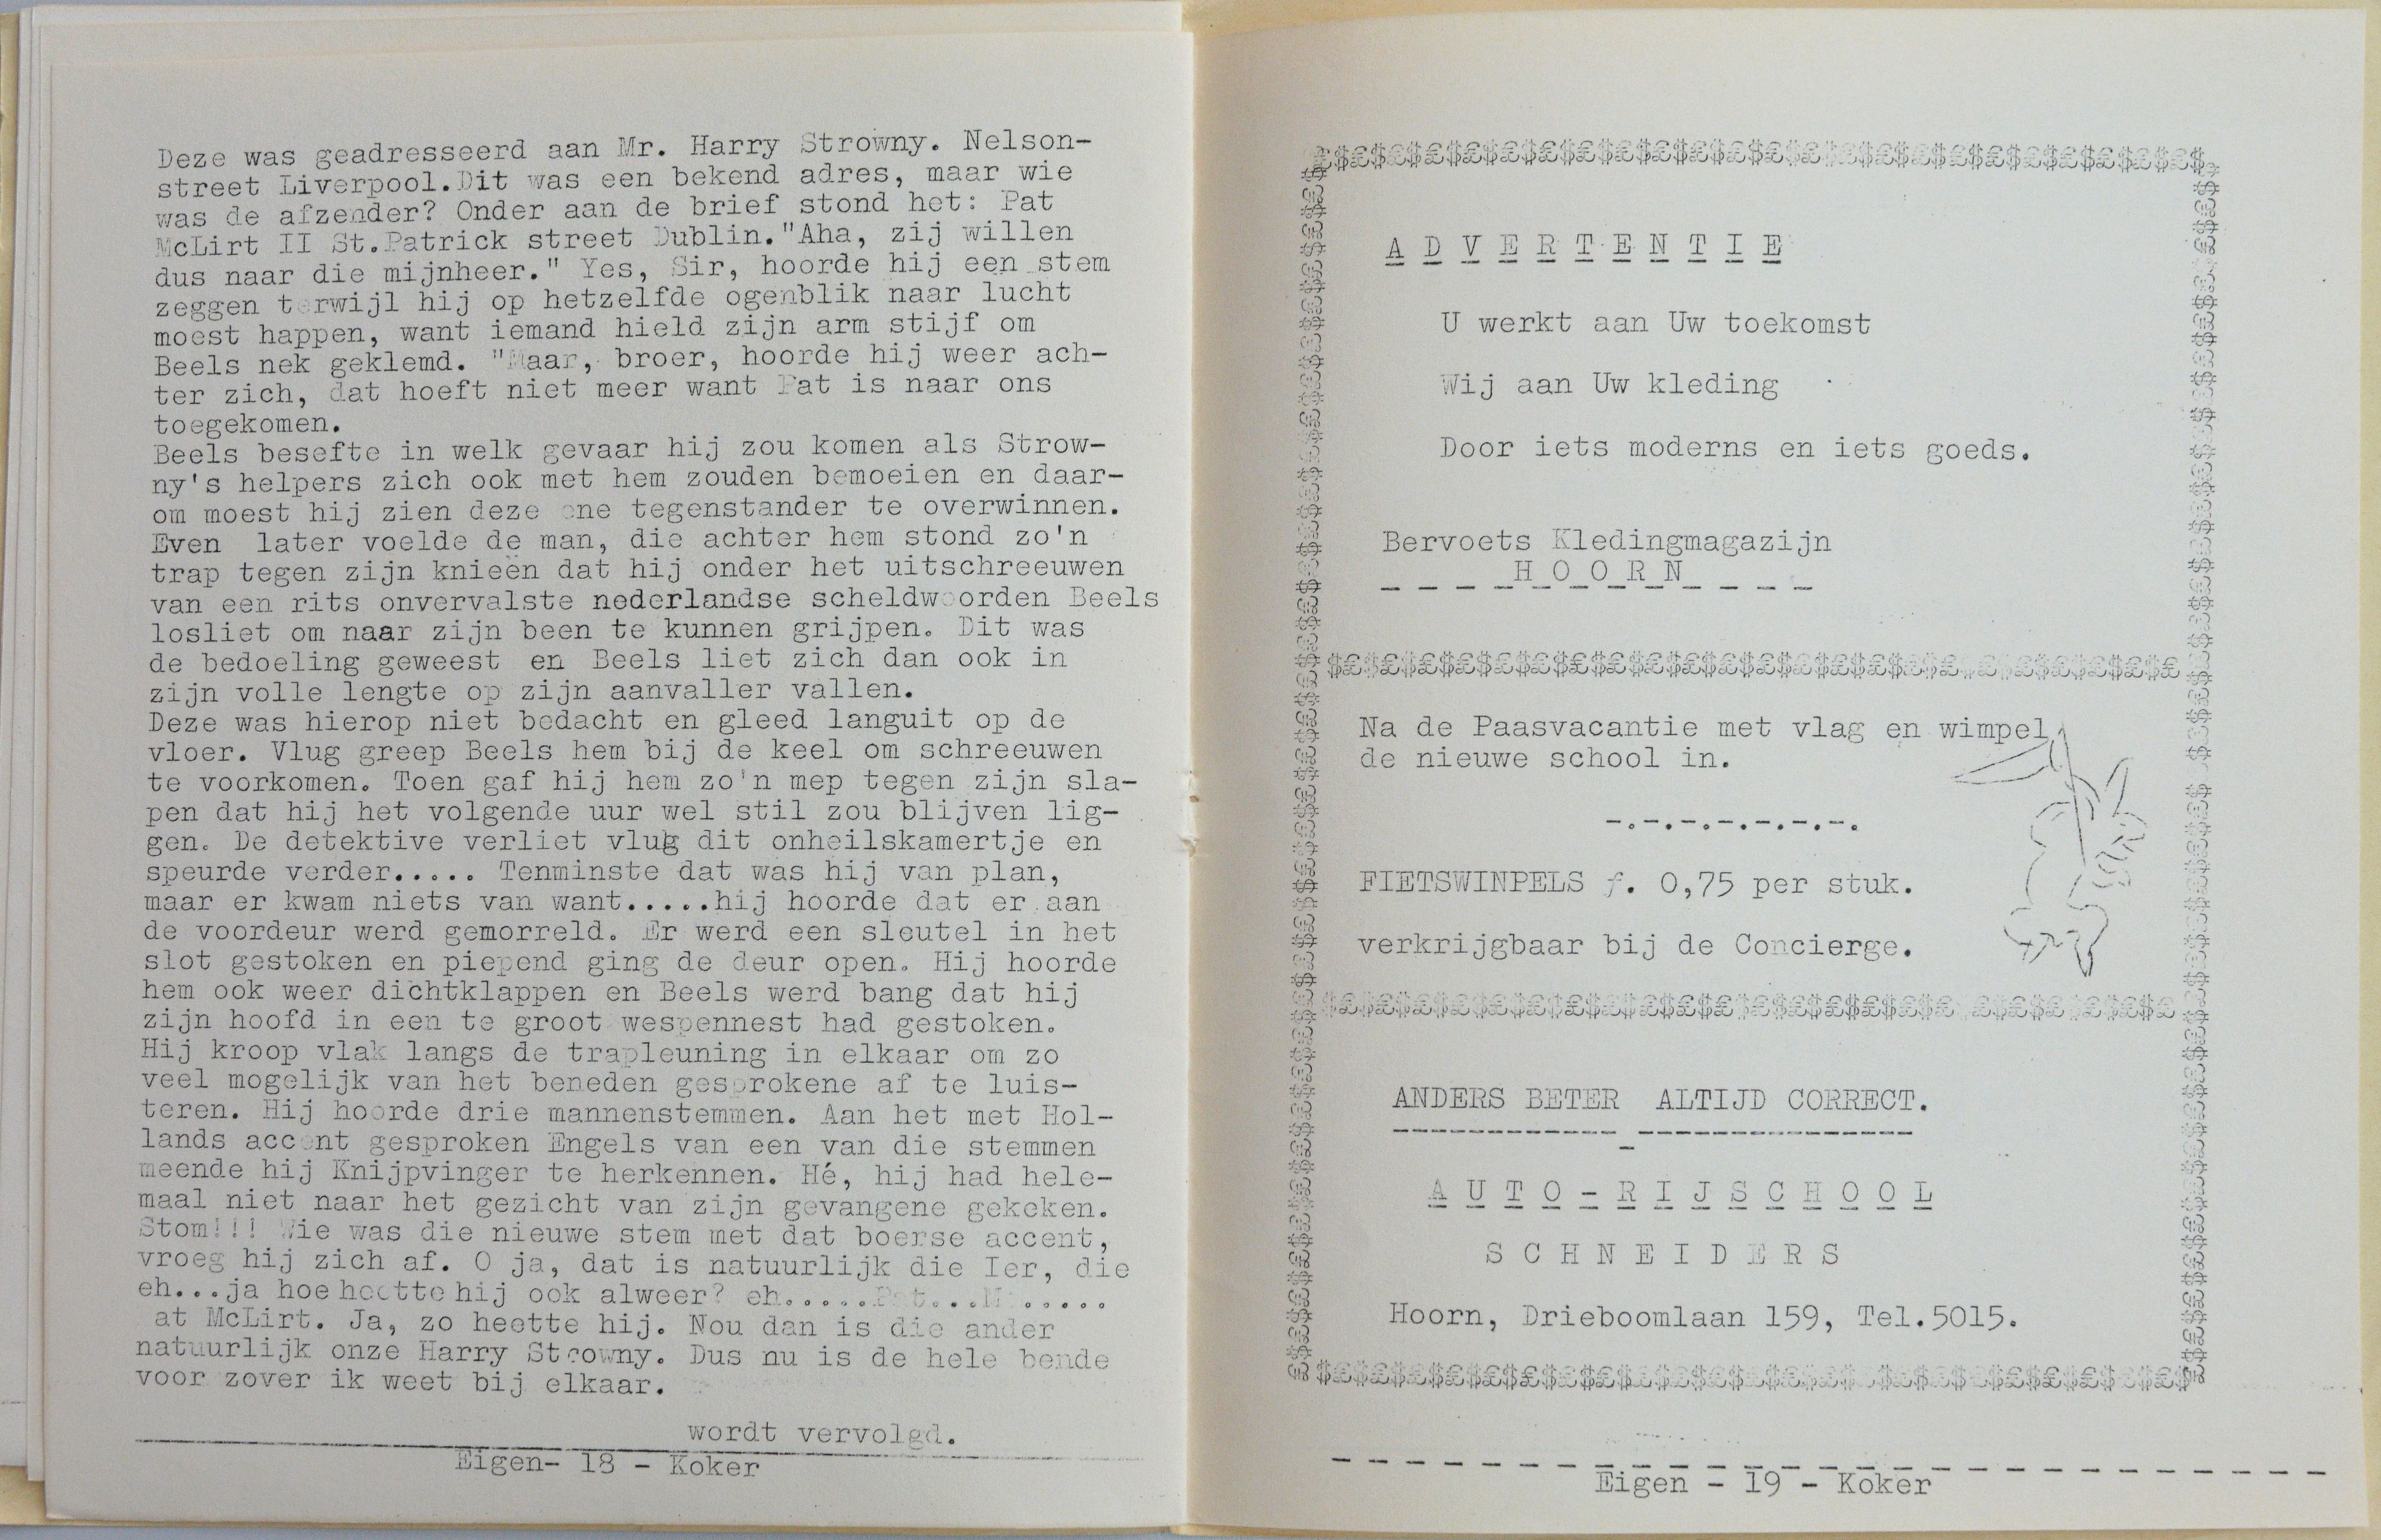 Deze was geadresseerd aan Mr. Harry Strowny. Nelson-
street Liverpool.Dit was een bekend adres, maar wie
was de afzender? Onder aan de brief stond het: Pat
McLirt II St.Patrick street Dublin."Aha, zij willen
dus naar die mijnheer." Yes, Sir, hoorde hij een stem
zeggen terwijl hij op hetzelfde ogenblik naar lucht
moest happen, want iemand hield zijn arm stijf om
Beels nek geklemd. "Maar, broer, hoorde hij weer ach-
ter zich, dat hoeft niet meer want Pat is naar ons
toegekomen.
Beels besefte in welk gevaar hij zou komen als Strow-
ny's helpers zich ook met hem zouden bemoeien en daar-
om moest hij zien deze ene tegenstander te overwinnen.
Even later voelde de man, die achter hem stond zo'n
trap tegen zijn knieën dat hij onder het uitschreeuwen
van een rits onvervalste nederlandse scheldwoorden Beels
losliet om naar zijn been te kunnen grijpen. Dit was
de bedoeling geweest en Beels liet zich dan ook in
zijn volle lengte op zijn aanvaller vallen.
Deze was hierop niet bedacht en gleed languit op de
vloer. Vlug greep Beels hem bij de keel om schreeuwen
te voorkomen. Toen gaf hij hem zo'n mep tegen zijn sla-
pen dat hij het volgende uur wel stil zou blijven lig-
gen. De detektive verliet vlug dit onheilskamertje en
speurde verder..... Tenminste dat was hij van plan,
maar er kwam niets van want.....hij hoorde dat er aan
de voordeur werd gemorreld. Er werd een sleutel in het
slot gestoken en piepend ging de deur open. Hij hoorde
hem ook weer dichtklappen en Beels werd bang dat hij
zijn hoofd in een te groot wespennest had gestoken.
Hij kroop vlak langs de trapleuning in elkaar om zo
veel mogelijk van het beneden gesprokene af te luis-
teren. Hij hoorde drie mannenstemmen. Aan het met Hol-
lands accent gesproken Engels van een van die stemmen
meende hij Knijpvinger te herkennen. Hé, hij had hele-
maal niet naar het gezicht van zijn gevangene gekeken.
Stom!!! Wie was die nieuwe stem met dat boerse accent,
vroeg hij zich af. O ja, dat is natuurlijk die Ier, die
eh...ja hoe heette hij ook alweer? eh.....Pat...M.....
at McLirt. Ja, zo heette hij. Nou dan is die ander
natuurlijk onze Harry Strowny. Dus nu is de hele bende
voor zover ik weet bij elkaar.
wordt vervolgd.
Eigen- 18 - Koker
ADVERTENTIE
U werkt aan Uw toekomst
Wij aan Uw kleding
Door iets moderns en iets goeds.
Bervoets Kledingmagazijn
HOORN
Na de Paasvacantie met vlag en wimpel
de nieuwe school in.
FIETSWINPELS f. 0,75 per stuk.
verkrijgbaar bij de Concierge.
ANDERS BETER ALTIJD CORRECT.
AUTO-RIJSCHOOL
SCHNEIDERS
Hoorn, Drieboomlaan 159, Tel.5015.
Eigen - 19 - Koker